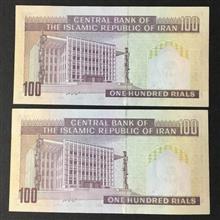 CENTRAL BANK OF
THE ISLAMIC REPUBLIC OF IRAN
100
100
ONE HUNDRED RIALS
CENTRAL BANK OF
THE ISLAMIC REPUBLIC OF IRAN
100
100
ONE HUNDRED RIALS